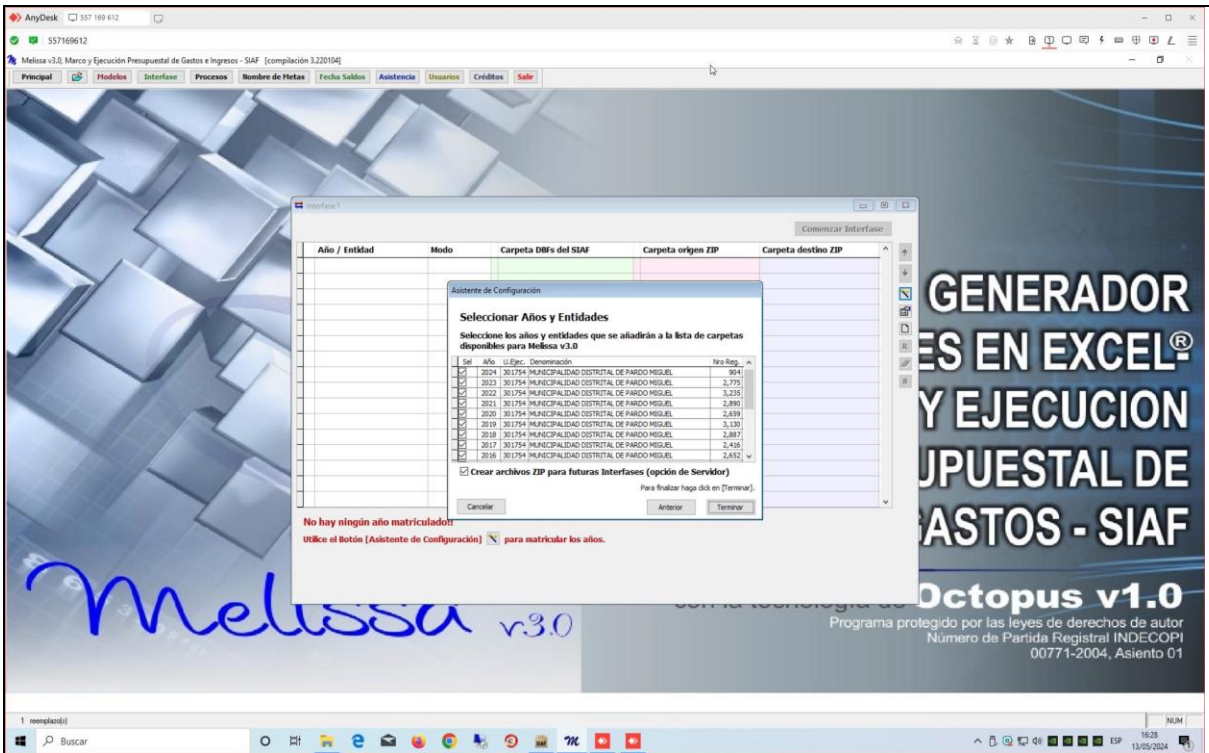 AnyDesk 557 169 612
557169612
Melissa v3.0, Marco y Ejecución Presupuestal de Gastos e Ingresos - SIAF [compilación 3.220104]
Principal Modelos Interfase Procesos Nombre de Metas Fecha Saldos Asistencia Usuarios Créditos Salir
Interfase:1
Comenzar Interfase
Año / Entidad Modo Carpeta DBFs del SIAF Carpeta origen ZIP Carpeta destino ZIP
Asistente de Configuración
Seleccionar Años y Entidades
Seleccione los años y entidades que se añadirán a la lista de carpetas
disponibles para Melissa v3.0
Sel Año U.Ejec. Denominación Nro Reg.
2024 301754 MUNICIPALIDAD DISTRITAL DE PARDO MIGUEL 904
2023 301754 MUNICIPALIDAD DISTRITAL DE PARDO MIGUEL 2,775
2022 301754 MUNICIPALIDAD DISTRITAL DE PARDO MIGUEL 3,235
2021 301754 MUNICIPALIDAD DISTRITAL DE PARDO MIGUEL 2,890
2020 301754 MUNICIPALIDAD DISTRITAL DE PARDO MIGUEL 2,659
2019 301754 MUNICIPALIDAD DISTRITAL DE PARDO MIGUEL 3,130
2018 301754 MUNICIPALIDAD DISTRITAL DE PARDO MIGUEL 2,887
2017 301754 MUNICIPALIDAD DISTRITAL DE PARDO MIGUEL 2,416
2016 301754 MUNICIPALIDAD DISTRITAL DE PARDO MIGUEL 2,652
Crear archivos ZIP para futuras Interfases (opción de Servidor)
Para finalizar haga click en [Terminar].
Cancelar Anterior Terminar
No hay ningún año matriculado!!
Utilice el Botón [Asistente de Configuración] para matricular los años.
GENERADOR
ES EN EXCEL®
Y EJECUCION
UPUESTAL DE
GASTOS - SIAF
Melissa v3.0
con la tecnología de Octopus v1.0
Programa protegido por las leyes de derechos de autor
Número de Partida Registral INDECOPI
00771-2004, Asiento 01
1 reemplazo(s) NUM
Buscar
ESP 16:28
13/05/2024